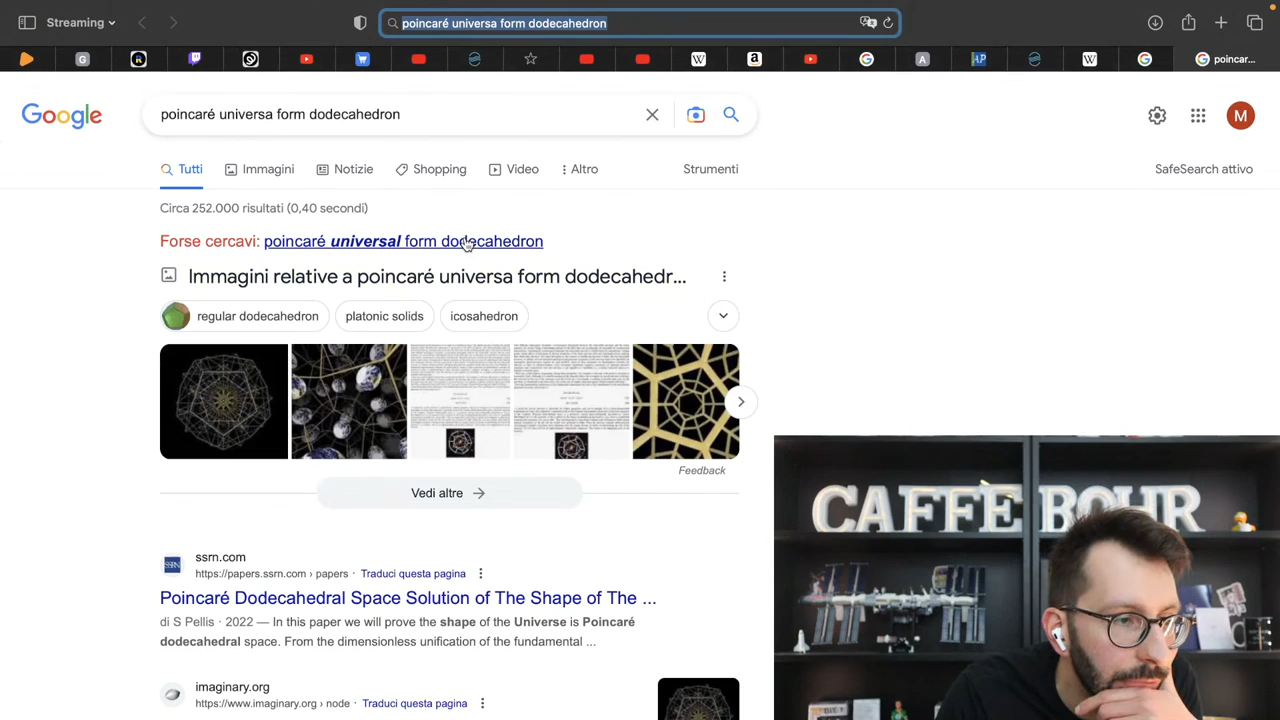 Streaming
poincaré universa form dodecahedron
poincar...
Google
poincaré universa form dodecahedron
M
Tutti
Immagini
Notizie
Shopping
Video
Altro
Strumenti
SafeSearch attivo
Circa 252.000 risultati (0,40 secondi)
Forse cercavi: poincaré universal form dodecahedron
Immagini relative a poincaré universa form dodecahedr...
regular dodecahedron
platonic solids
icosahedron
Feedback
Vedi altre
SSRN
ssrn.com
https://papers.ssrn.com › papers · Traduci questa pagina
Poincaré Dodecahedral Space Solution of The Shape of The ...
di S Pellis · 2022 — In this paper we will prove the shape of the Universe is Poincaré
dodecahedral space. From the dimensionless unification of the fundamental ...
imaginary.org
https://www.imaginary.org › node · Traduci questa pagina
CAFFE BOHR